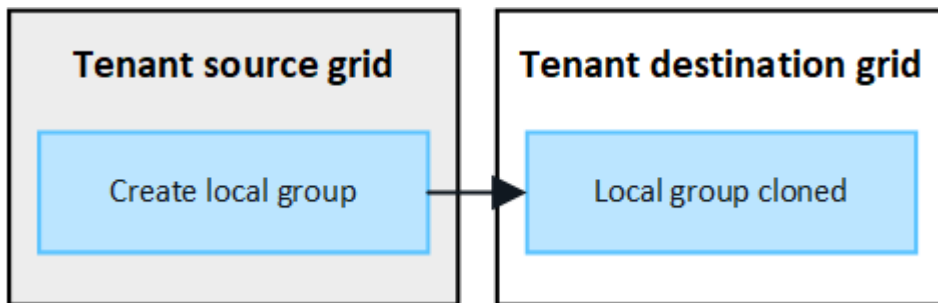 Tenant source grid
Create local group
Tenant destination grid
Local group cloned